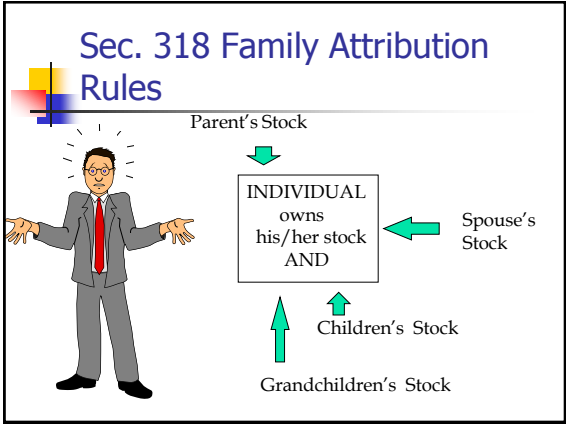 Sec. 318 Family Attribution
Rules
Parent's Stock
INDIVIDUAL
owns
his/her stock
AND
Spouse's
Stock
Children's Stock
Grandchildren's Stock